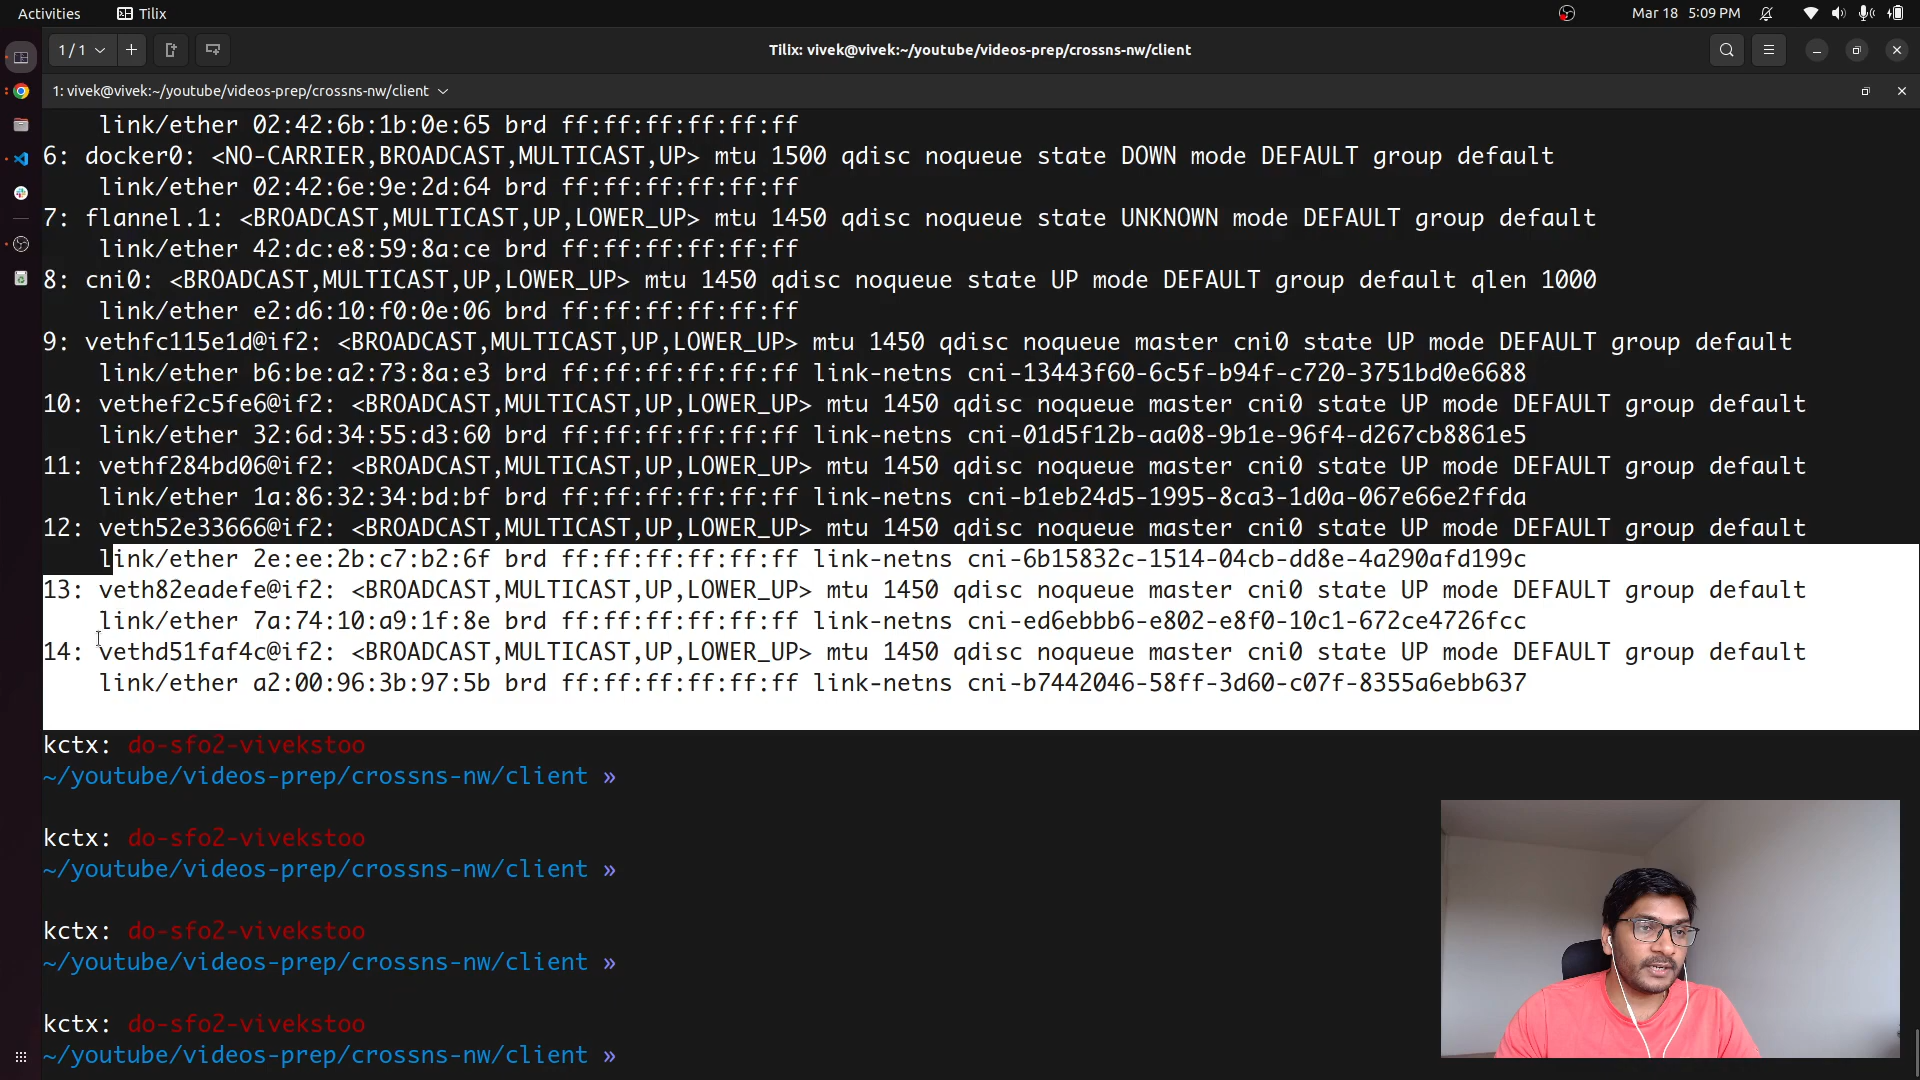 Activities
Tilix
Mar 18 5:09 PM
1 / 1
Tilix: vivek@vivek:~/youtube/videos-prep/crossns-nw/client
1: vivek@vivek:~/youtube/videos-prep/crossns-nw/client
link/ether 02:42:6b:1b:0e:65 brd ff:ff:ff:ff:ff:ff
6: docker0: <NO-CARRIER,BROADCAST,MULTICAST,UP> mtu 1500 qdisc noqueue state DOWN mode DEFAULT group default
link/ether 02:42:6e:9e:2d:64 brd ff:ff:ff:ff:ff:ff
7: flannel.1: <BROADCAST,MULTICAST,UP,LOWER_UP> mtu 1450 qdisc noqueue state UNKNOWN mode DEFAULT group default
link/ether 42:dc:e8:59:8a:ce brd ff:ff:ff:ff:ff:ff
8: cni0: <BROADCAST,MULTICAST,UP,LOWER_UP> mtu 1450 qdisc noqueue state UP mode DEFAULT group default qlen 1000
link/ether e2:d6:10:f0:0e:06 brd ff:ff:ff:ff:ff:ff
9: vethfc115e1d@if2: <BROADCAST,MULTICAST,UP,LOWER_UP> mtu 1450 qdisc noqueue master cni0 state UP mode DEFAULT group default
link/ether b6:be:a2:73:8a:e3 brd ff:ff:ff:ff:ff:ff link-netns cni-13443f60-6c5f-b94f-c720-3751bd0e6688
10: vethef2c5fe6@if2: <BROADCAST,MULTICAST,UP,LOWER_UP> mtu 1450 qdisc noqueue master cni0 state UP mode DEFAULT group default
link/ether 32:6d:34:55:d3:60 brd ff:ff:ff:ff:ff:ff link-netns cni-01d5f12b-aa08-9b1e-96f4-d267cb8861e5
11: vethf284bd06@if2: <BROADCAST,MULTICAST,UP,LOWER_UP> mtu 1450 qdisc noqueue master cni0 state UP mode DEFAULT group default
link/ether 1a:86:32:34:bd:bf brd ff:ff:ff:ff:ff:ff link-netns cni-b1eb24d5-1995-8ca3-1d0a-067e66e2ffda
12: veth52e33666@if2: <BROADCAST,MULTICAST,UP,LOWER_UP> mtu 1450 qdisc noqueue master cni0 state UP mode DEFAULT group default
link/ether 2e:ee:2b:c7:b2:6f brd ff:ff:ff:ff:ff:ff link-netns cni-6b15832c-1514-04cb-dd8e-4a290afd199c
13: veth82eadefe@if2: <BROADCAST,MULTICAST,UP,LOWER_UP> mtu 1450 qdisc noqueue master cni0 state UP mode DEFAULT group default
link/ether 7a:74:10:a9:1f:8e brd ff:ff:ff:ff:ff:ff link-netns cni-ed6ebbb6-e802-e8f0-10c1-672ce4726fcc
14: vethd51faf4c@if2: <BROADCAST,MULTICAST,UP,LOWER_UP> mtu 1450 qdisc noqueue master cni0 state UP mode DEFAULT group default
link/ether a2:00:96:3b:97:5b brd ff:ff:ff:ff:ff:ff link-netns cni-b7442046-58ff-3d60-c07f-8355a6ebb637
kctx: do-sfo2-vivekstoo
~/youtube/videos-prep/crossns-nw/client »
kctx: do-sfo2-vivekstoo
~/youtube/videos-prep/crossns-nw/client »
kctx: do-sfo2-vivekstoo
~/youtube/videos-prep/crossns-nw/client »
kctx: do-sfo2-vivekstoo
~/youtube/videos-prep/crossns-nw/client »